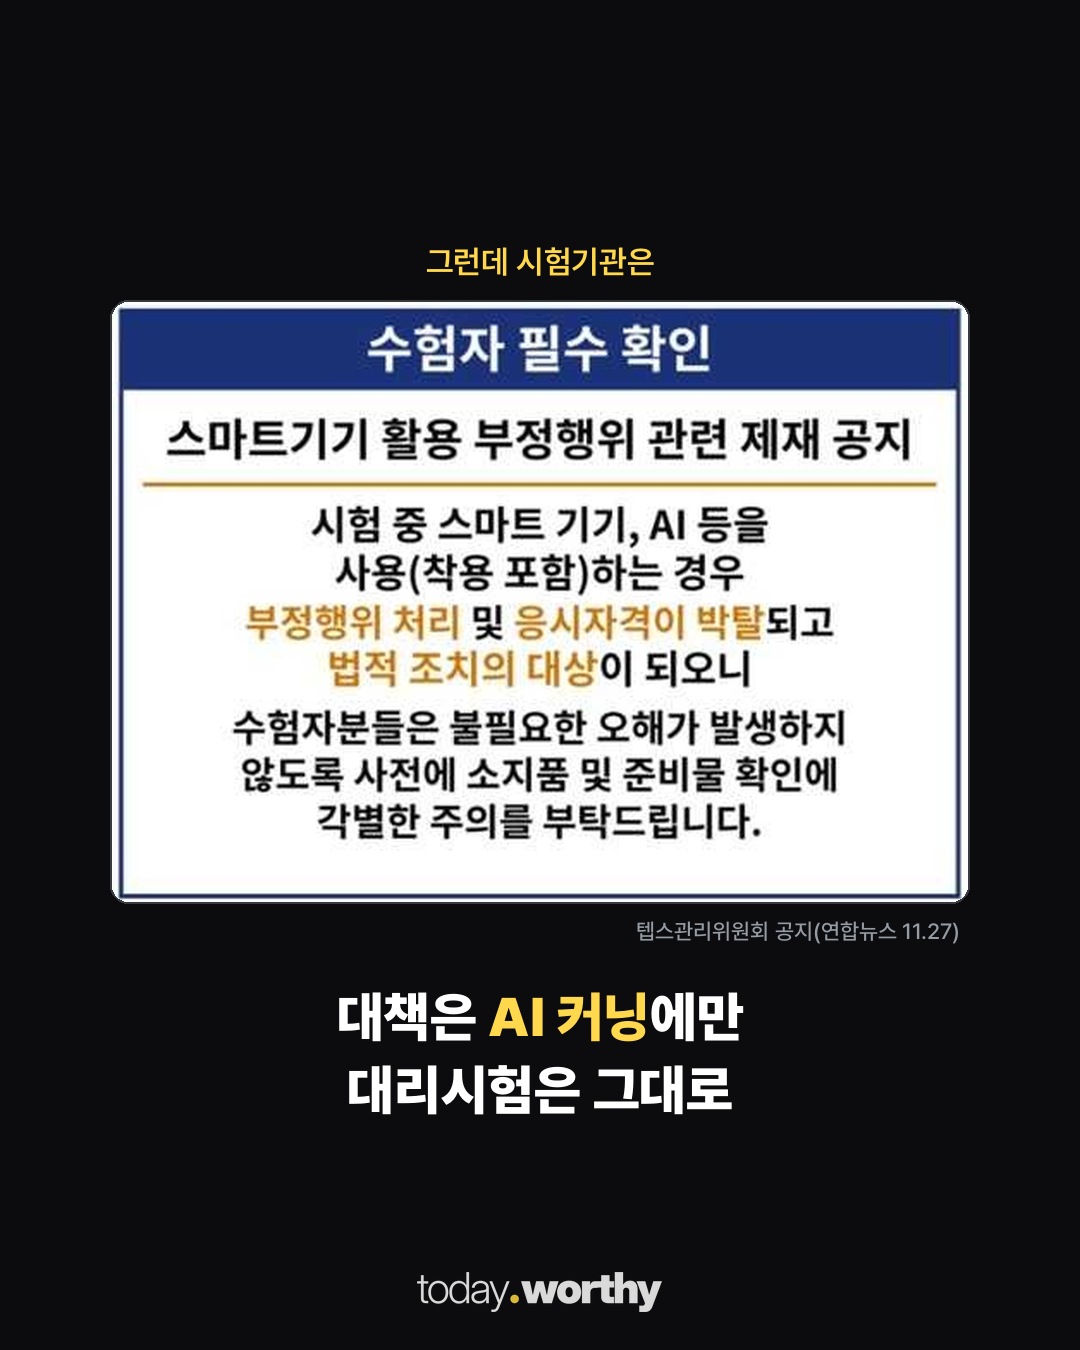 그런데 시험기관은
수험자 필수 확인
스마트기기 활용 부정행위 관련 제재 공지
시험 중 스마트 기기, AI 등을
사용(착용 포함)하는 경우
부정행위 처리 및 응시자격이 박탈되고
법적 조치의 대상이 되오니
수험자분들은 불필요한 오해가 발생하지
않도록 사전에 소지품 및 준비물 확인에
각별한 주의를 부탁드립니다.
텝스관리위원회 공지(연합뉴스 11.27)
대책은 AI 커닝에만
대리시험은 그대로
today.worthy